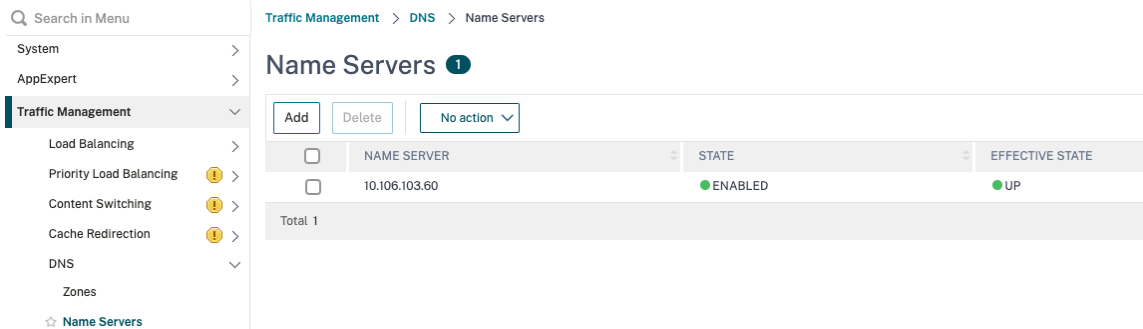 Search in Menu
System
AppExpert
Traffic Management
Load Balancing
Priority Load Balancing
Content Switching
Cache Redirection
DNS
Zones
Name Servers
Traffic Management > DNS > Name Servers
Name Servers 1
Add Delete No action
NAME SERVER STATE EFFECTIVE STATE
10.106.103.60 ENABLED UP
Total 1